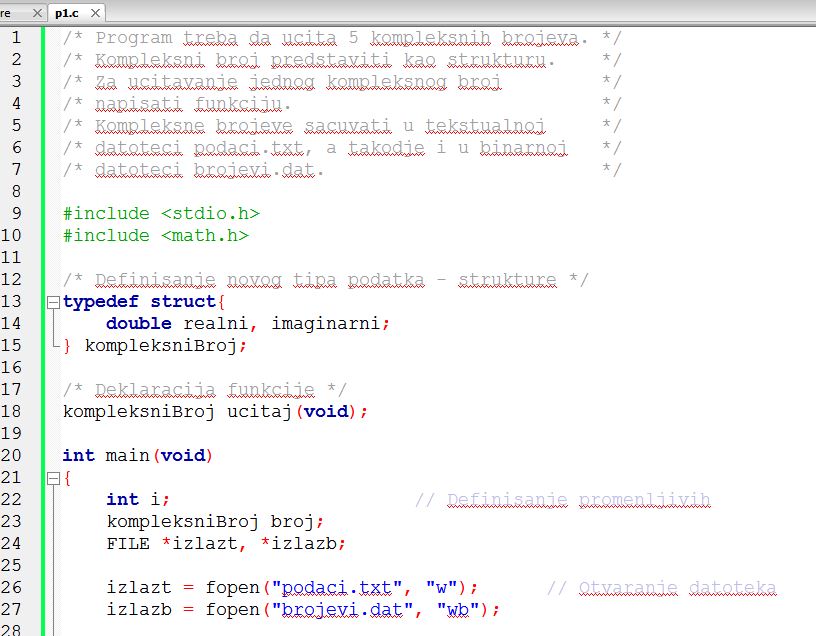 re p1.c
1 /* Program treba da ucita 5 kompleksnih brojeva. */
2 /* Kompleksni broj predstaviti kao strukturu. */
3 /* Za ucitavanje jednog kompleksnog broj */
4 /* napisati funkciju. */
5 /* Kompleksne brojeve sacuvati u tekstualnoj */
6 /* datoteci podaci.txt, a takodje i u binarnoj */
7 /* datoteci brojevi.dat. */
8
9 #include <stdio.h>
10 #include <math.h>
11
12 /* Definisanje novog tipa podatka - strukture */
13 typedef struct{
14 double realni, imaginarni;
15 } kompleksniBroj;
16
17 /* Deklaracija funkcije */
18 kompleksniBroj ucitaj(void);
19
20 int main(void)
21 {
22 int i; // Definisanje promenljivih
23 kompleksniBroj broj;
24 FILE *izlazt, *izlazb;
25
26 izlazt = fopen("podaci.txt", "w"); // Otvaranje datoteka
27 izlazb = fopen("brojevi.dat", "wb");
28